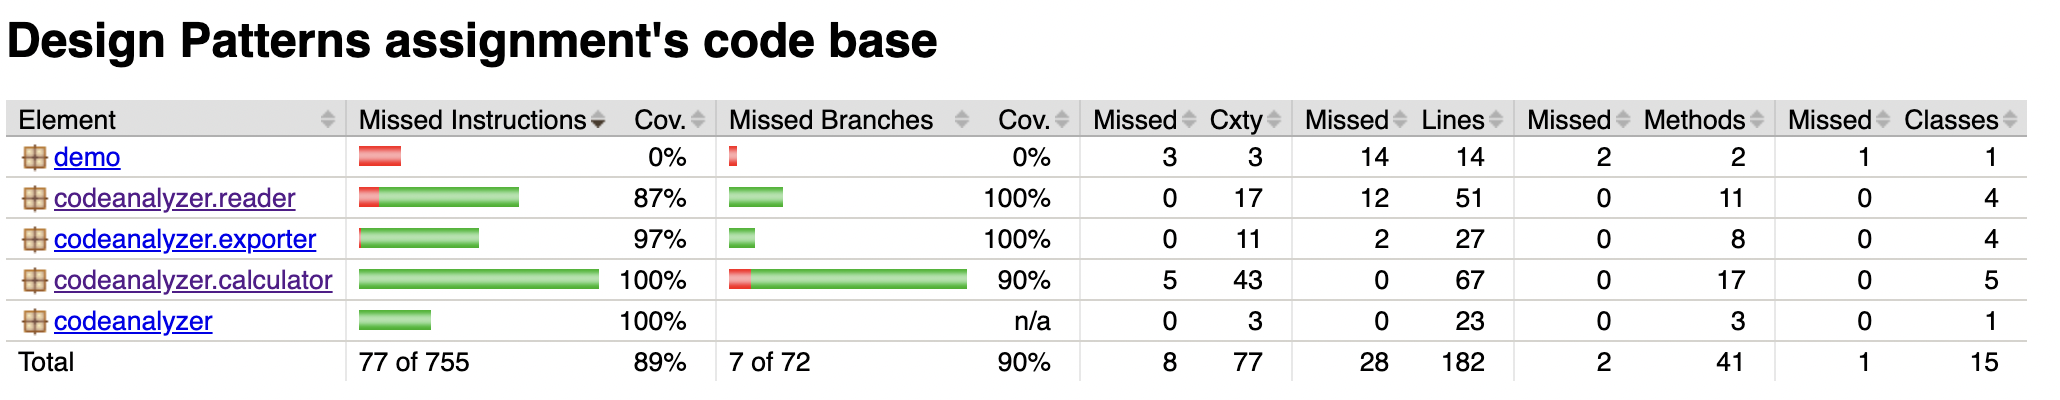 Design Patterns assignment's code base
Element Missed Instructions Cov. Missed Branches Cov. Missed Cxty Missed Lines Missed Methods Missed Classes
demo 0% 0% 3 3 14 14 2 2 1 1
codeanalyzer.reader 87% 100% 0 17 12 51 0 11 0 4
codeanalyzer.exporter 97% 100% 0 11 2 27 0 8 0 4
codeanalyzer.calculator 100% 90% 5 43 0 67 0 17 0 5
codeanalyzer 100% n/a 0 3 0 23 0 3 0 1
Total 77 of 755 89% 7 of 72 90% 8 77 28 182 2 41 1 15